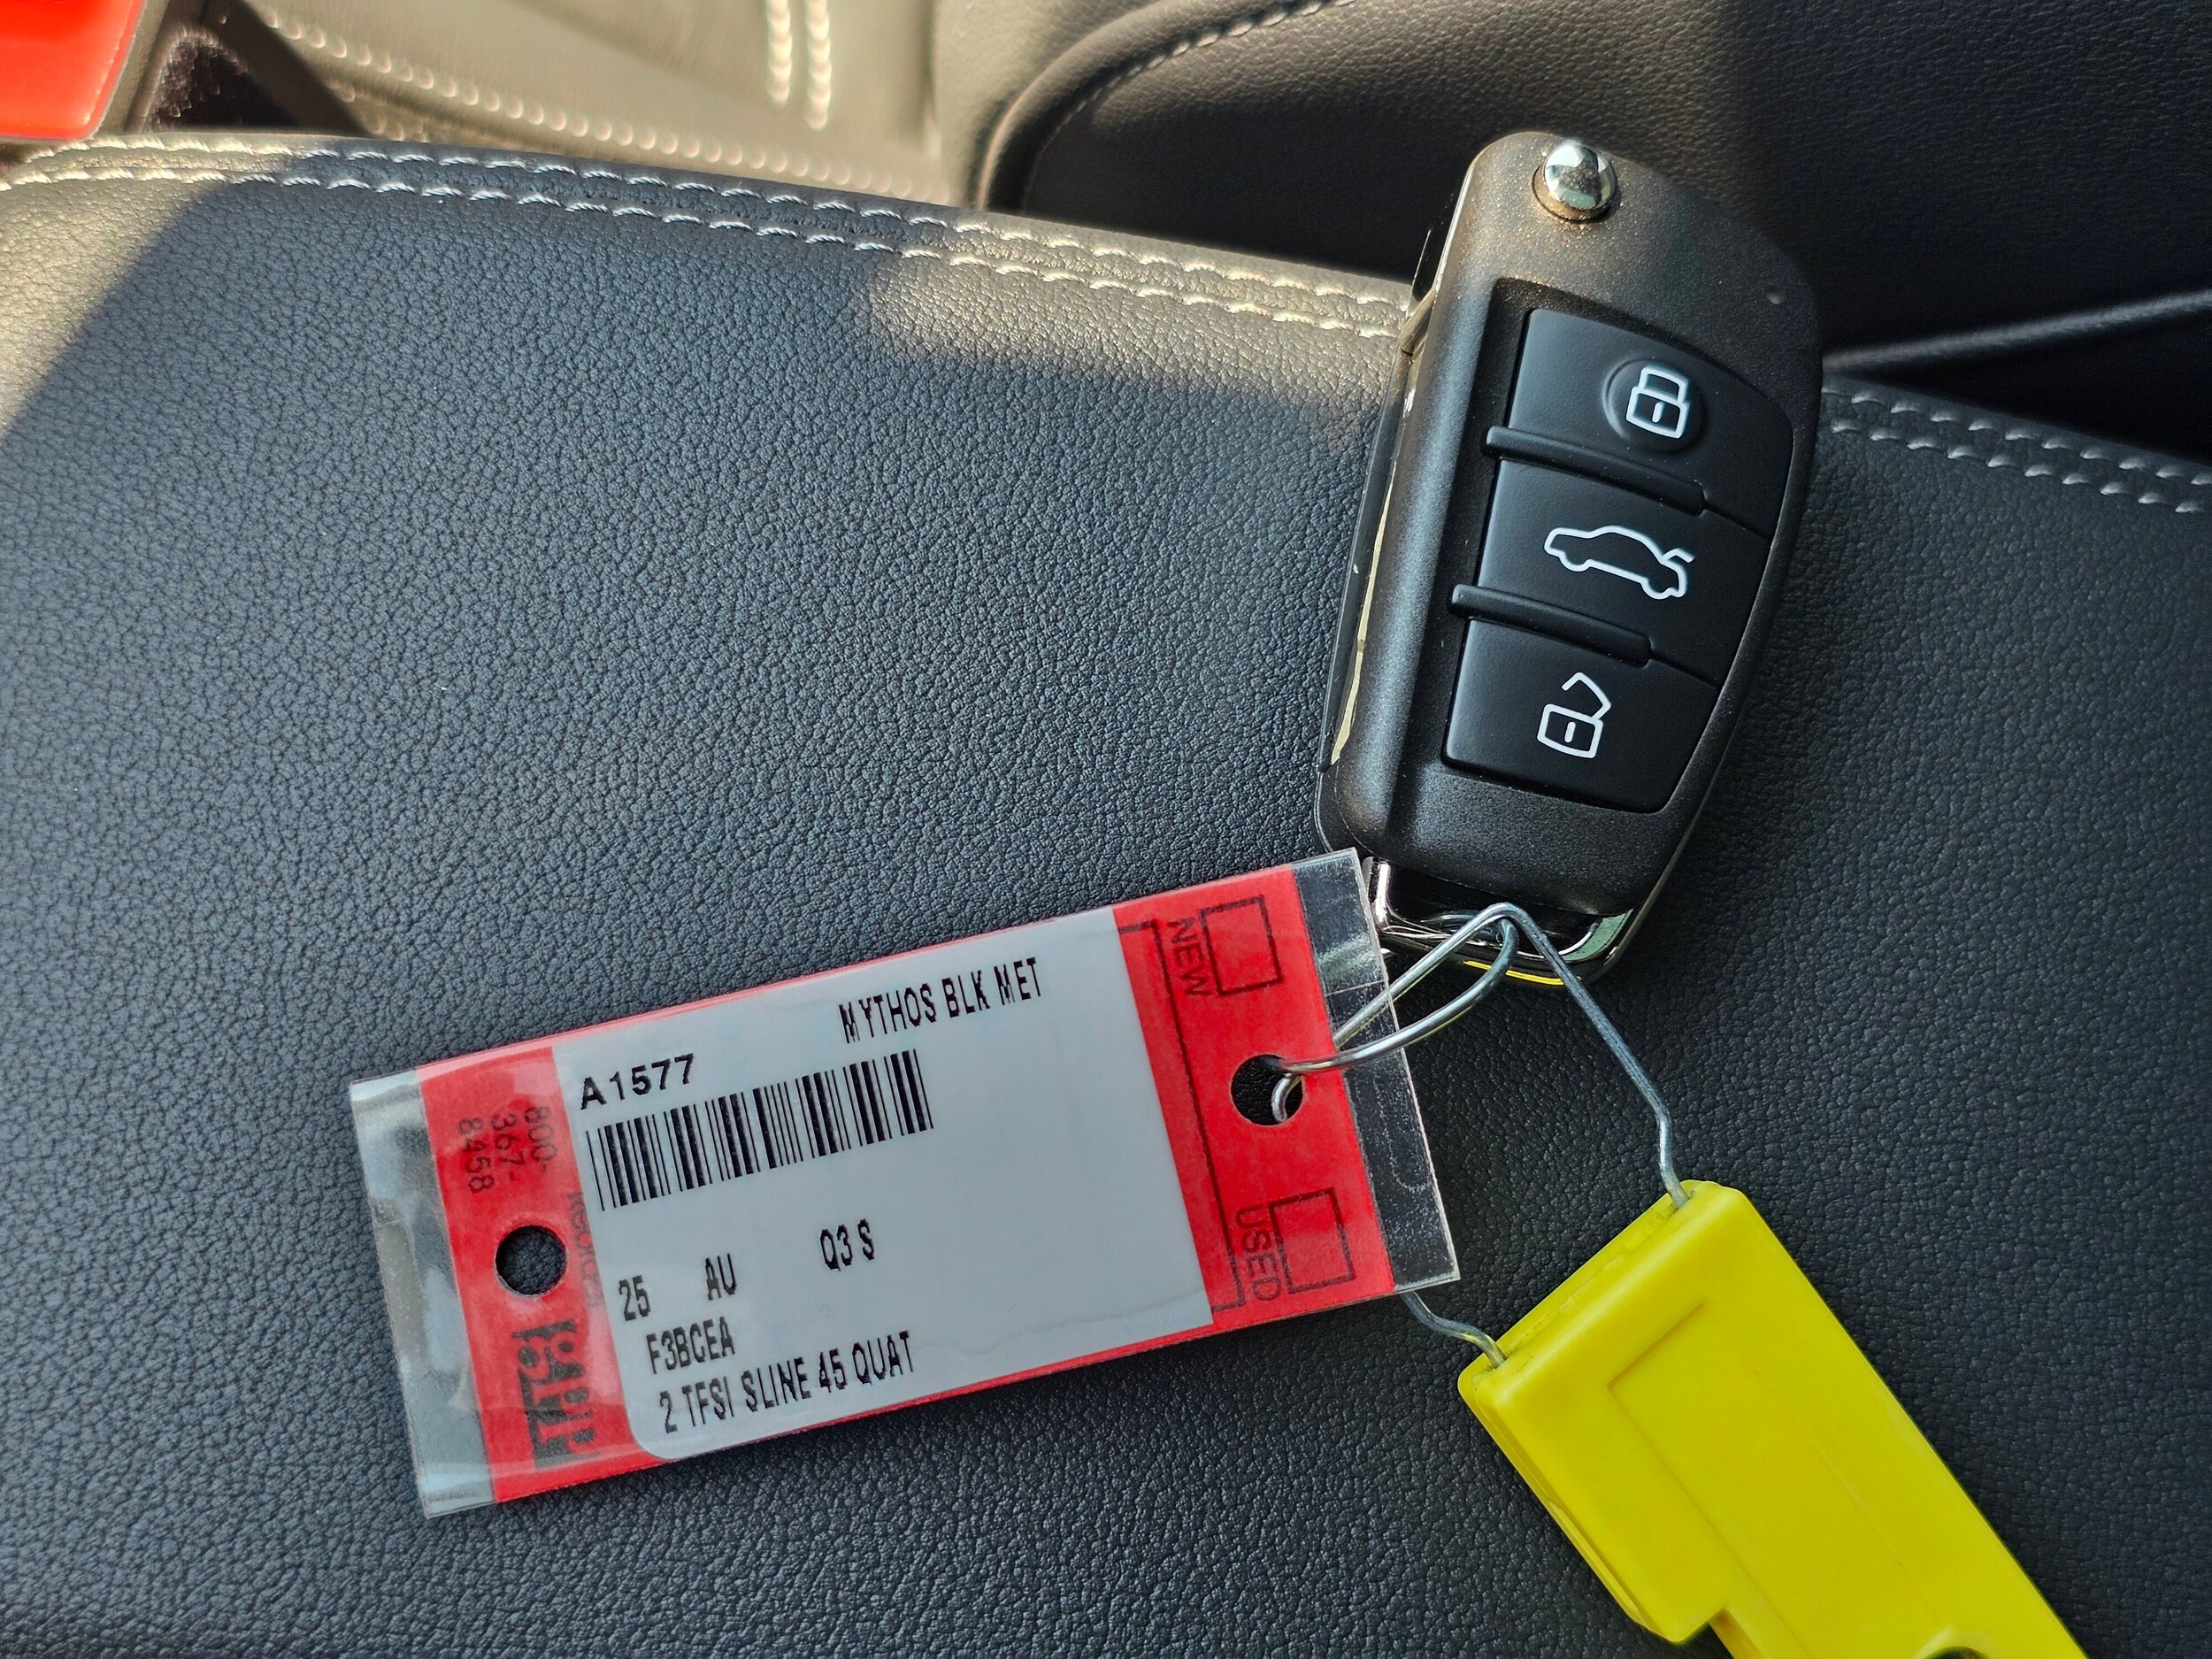 MYTHOS BLK MET
A1577
25 AU Q3 S
F3BCEA
2 TFSI SLINE 45 QUAT
NEW
USED
800-
367-
8458